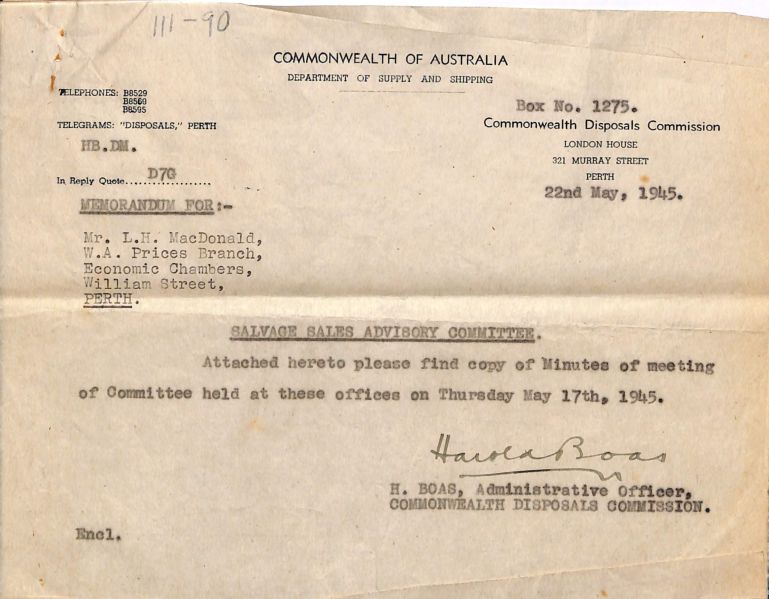 111-90
COMMONWEALTH OF AUSTRALIA
DEPARTMENT OF SUPPLY AND SHIPPING
TELEPHONES: B8529
B8560
B8595
TELEGRAMS: "DISPOSALS," PERTH
HB.DM.
In Reply Quote D7G
Box No. 1275.
Commonwealth Disposals Commission
LONDON HOUSE
321 MURRAY STREET
PERTH
22nd May, 1945.
MEMORANDUM FOR:-
Mr. L.H. MacDonald,
W.A. Prices Branch,
Economic Chambers,
William Street,
PERTH.
SALVAGE SALES ADVISORY COMMITTEE.
Attached hereto please find copy of Minutes of meeting
of Committee held at these offices on Thursday May 17th, 1945.
Harold Boas
H. BOAS, Administrative Officer,
COMMONWEALTH DISPOSALS COMMISSION.
Encl.